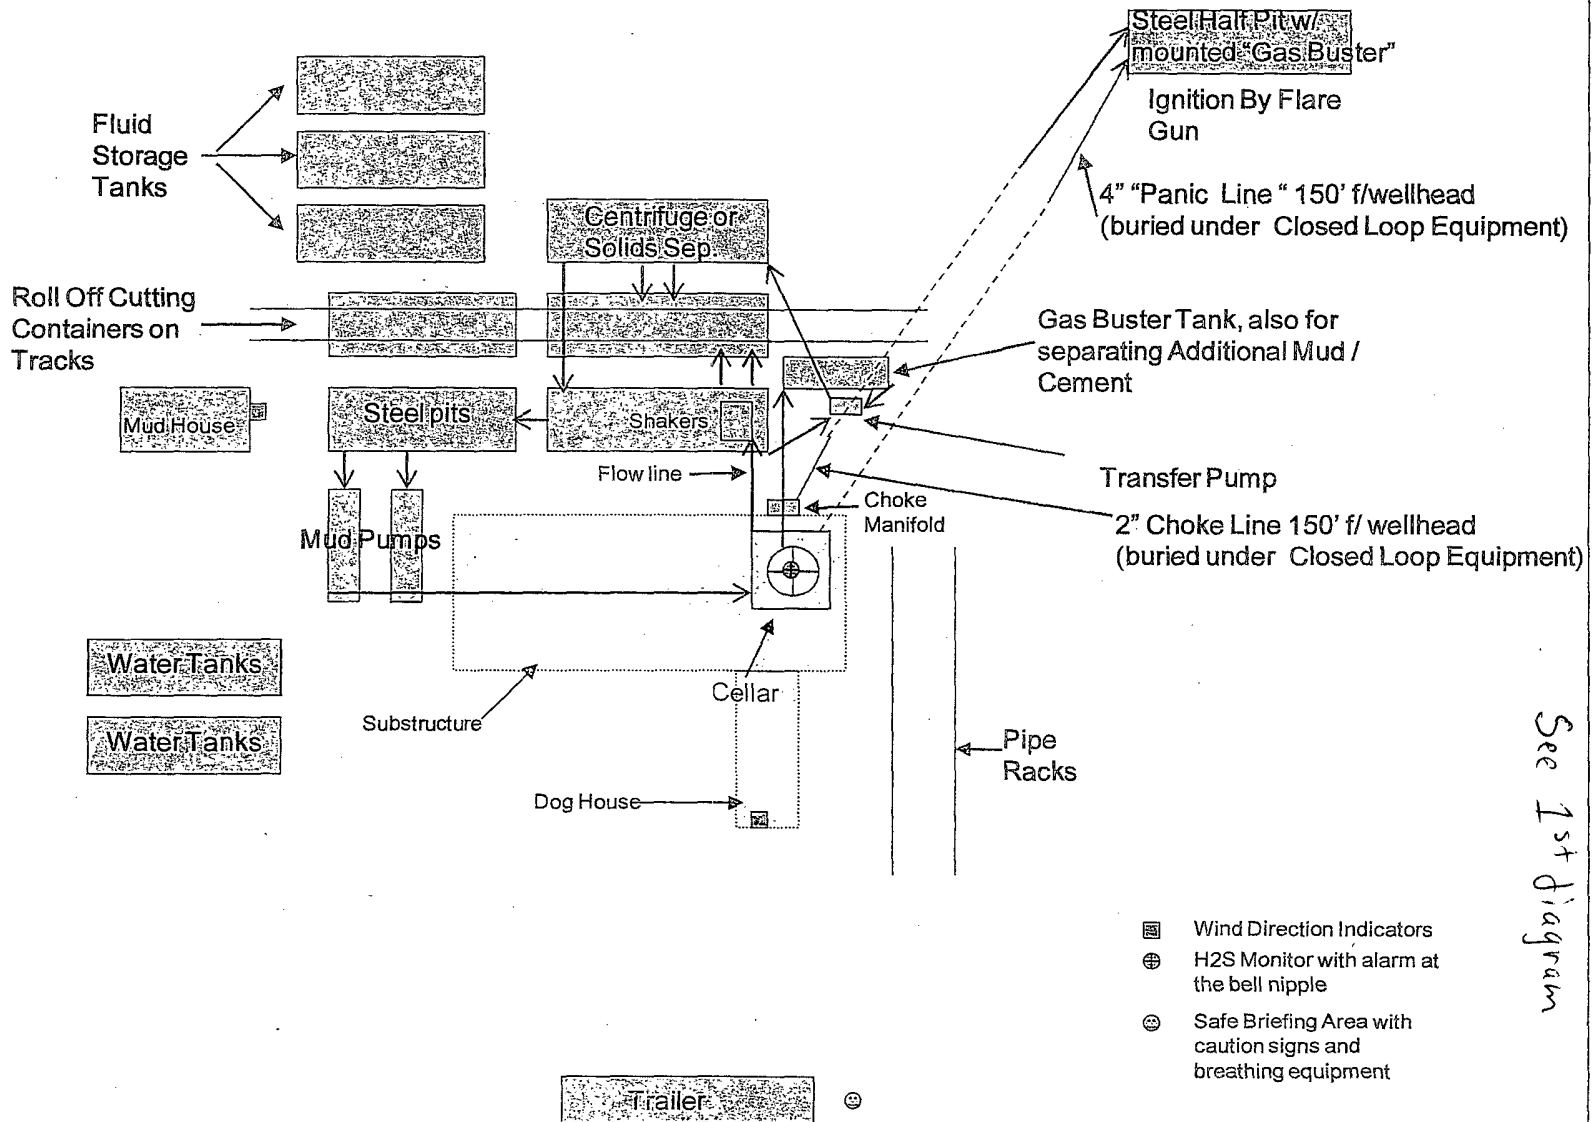 Steel Half Pit w/
mounted "Gas Buster"
Ignition By Flare
Gun
Fluid
Storage
Tanks
4" "Panic Line " 150' f/wellhead
(buried under Closed Loop Equipment)
Centrifuge or
Solids Sep.
Roll Off Cutting
Containers on
Tracks
Gas Buster Tank, also for
separating Additional Mud /
Cement
Mud House
Steel pits
Shakers
Flow line
Transfer Pump
Choke
Manifold
2" Choke Line 150' f/ wellhead
(buried under Closed Loop Equipment)
Mud Pumps
Water Tanks
Cellar
Substructure
Water Tanks
Pipe
Racks
Dog House
See 1st diagram
Wind Direction Indicators
H2S Monitor with alarm at
the bell nipple
Safe Briefing Area with
caution signs and
breathing equipment
Trailer